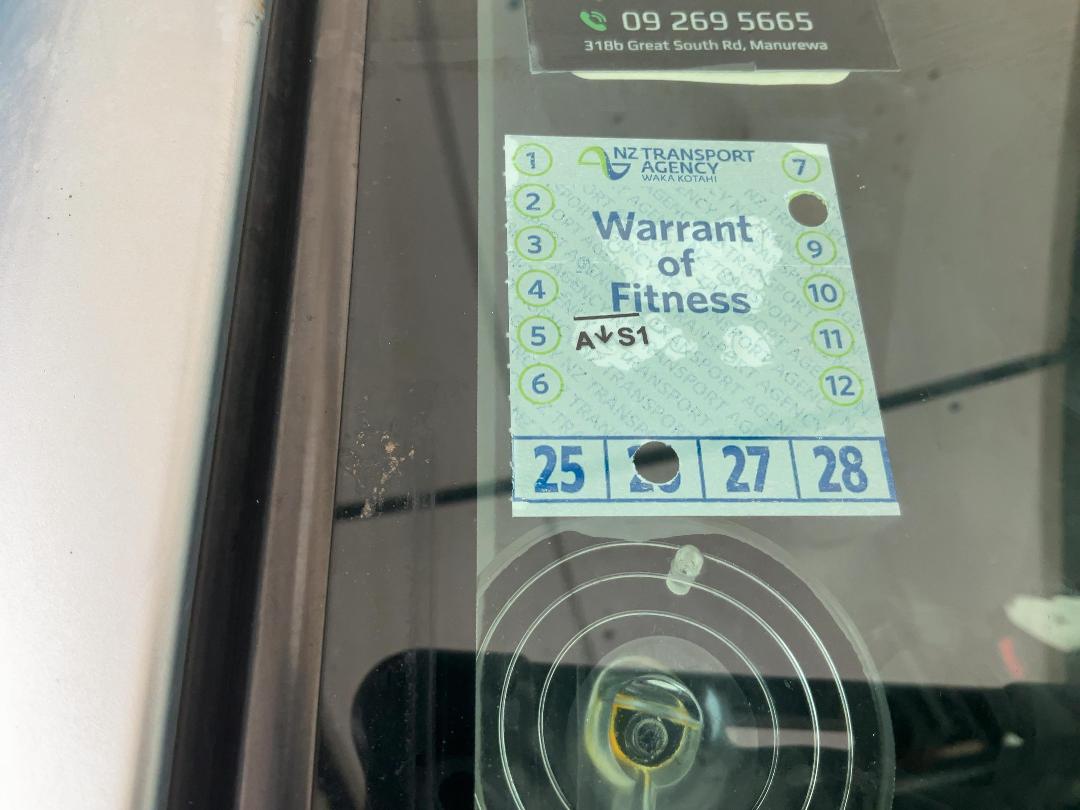 09 269 5665
318b Great South Rd, Manurewa
NZ TRANSPORT
AGENCY
WAKA KOTAHI
1
2
3
4
5
6
7
9
10
11
12
Warrant
of
Fitness
A↓S1
25
27
28